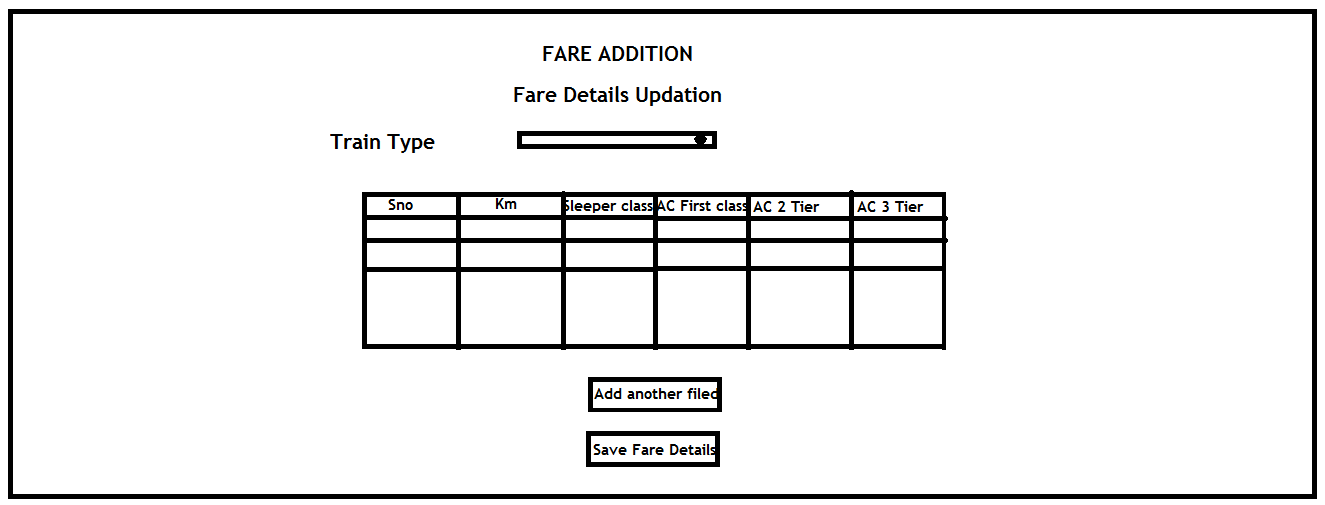 FARE ADDITION
Fare Details Updation
Train Type
Sno Km Sleeper class AC First class AC 2 Tier AC 3 Tier
Add another filed
Save Fare Details